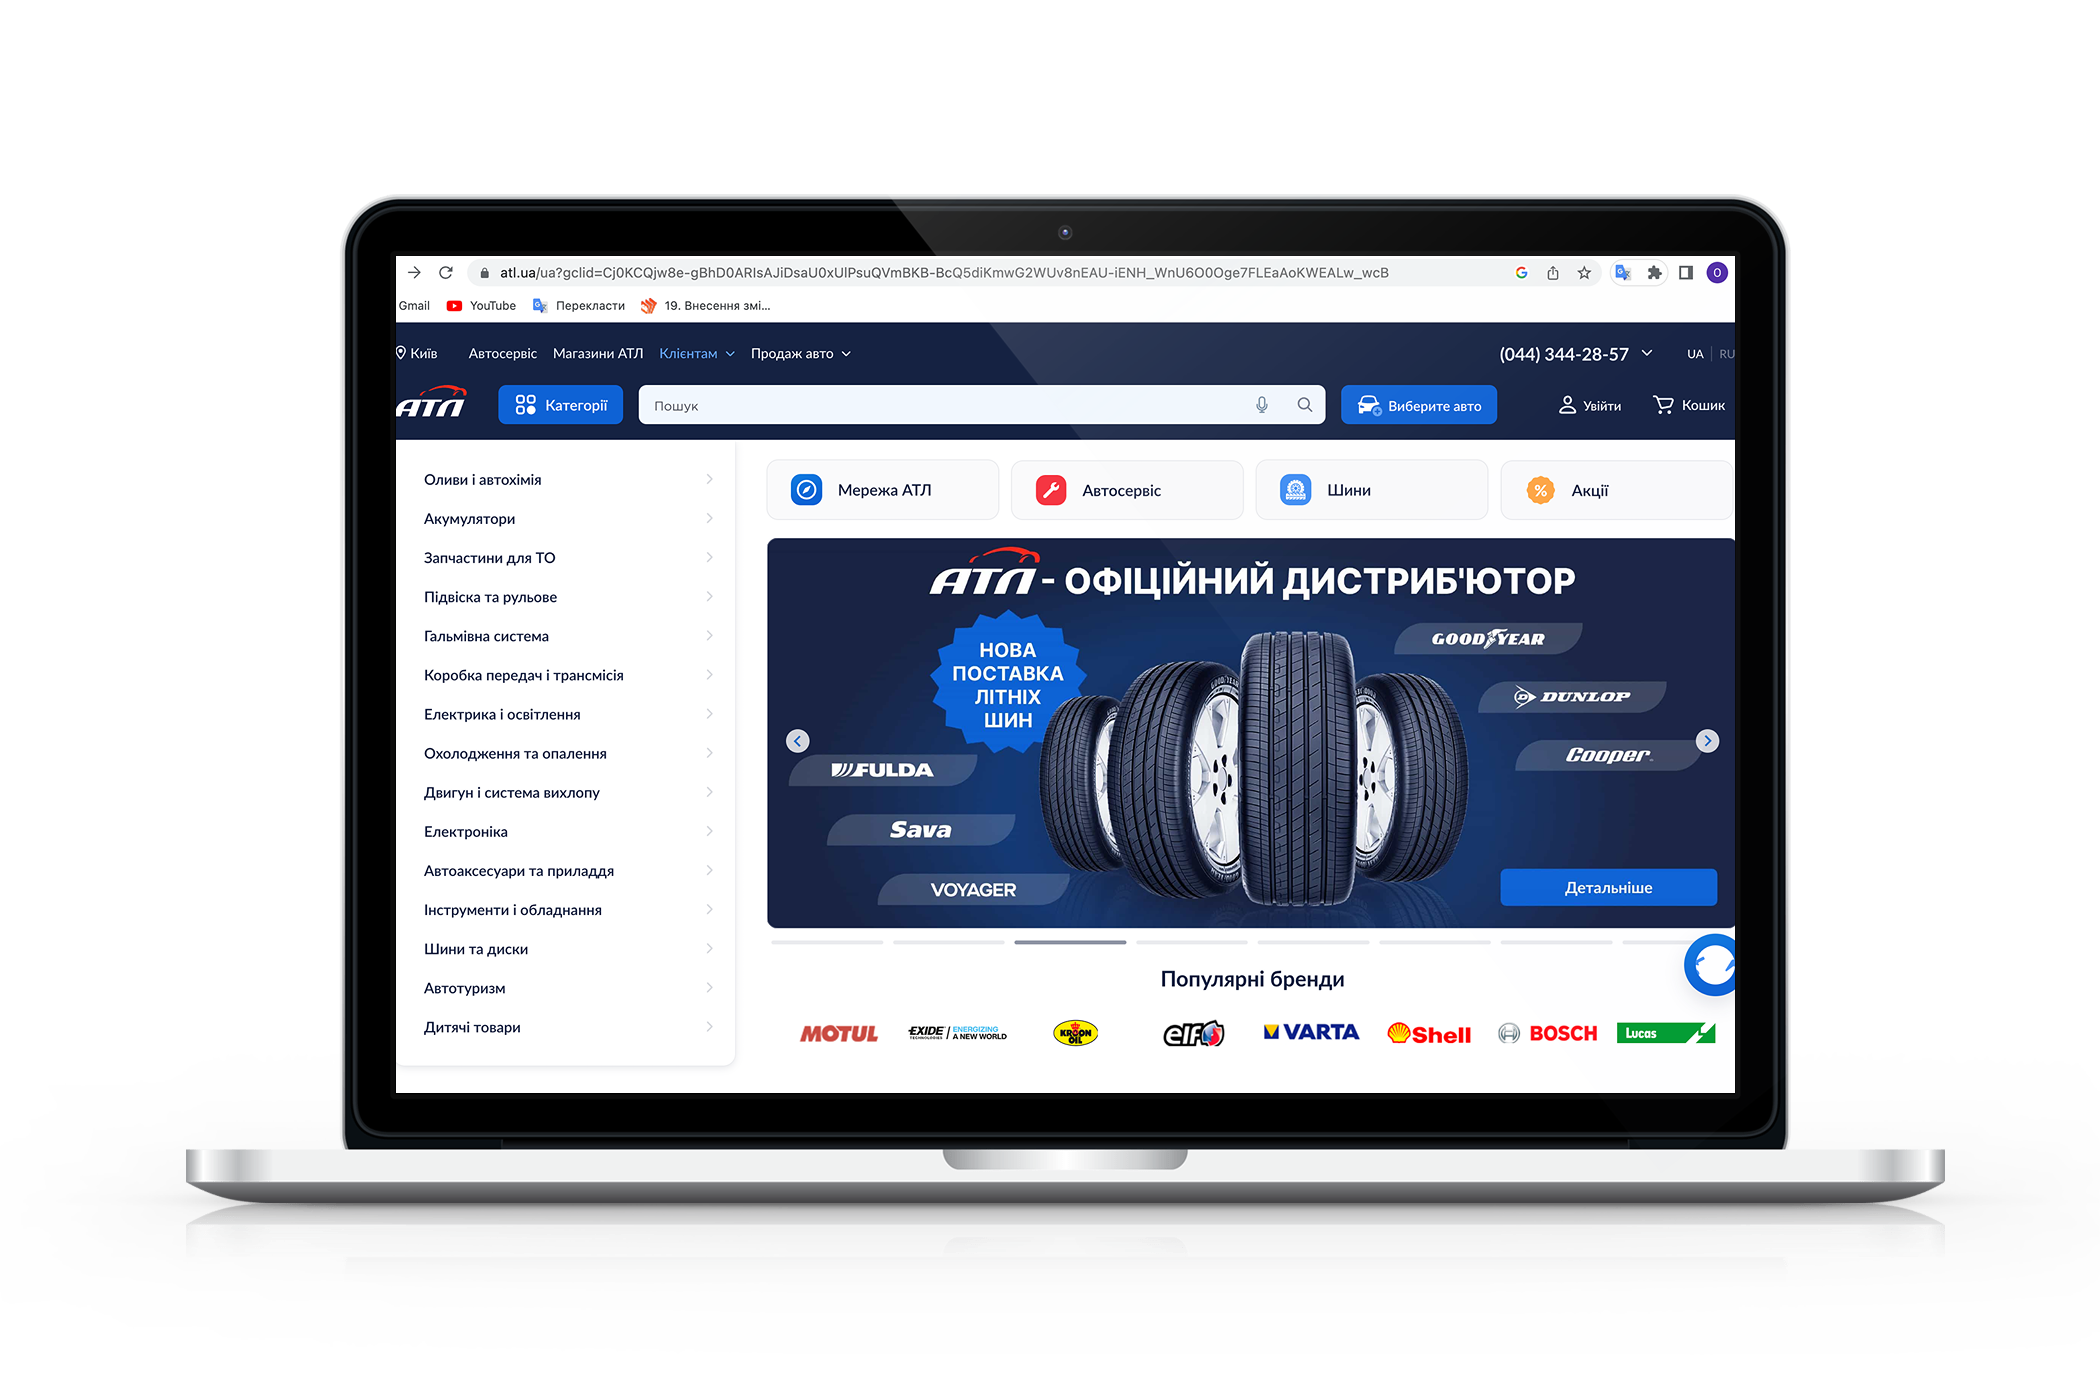 atl.ua/ua?gclid=Cj0KCQjw8e-gBhD0ARIsAJiDsaU0xUlPsuQVmBKB-BcQ5diKmwG2WUv8nEAU-iENH_WnU6O0Oge7FLEaAoKWEALw_wcB
O
Gmail YouTube Перекласти 19. Внесення змі...
Київ Автосервіс Магазини АТЛ Клієнтам Продаж авто (044) 344-28-57 UA RU
АТЛ Категорії Пошук Виберите авто Увійти Кошик
Оливи і автохімія
Акумулятори
Запчастини для ТО
Підвіска та рульове
Гальмівна система
Коробка передач і трансмісія
Електрика і освітлення
Охолодження та опалення
Двигун і система вихлопу
Електроніка
Автоаксесуари та приладдя
Інструменти і обладнання
Шини та диски
Автотуризм
Дитячі товари
Мережа АТЛ Автосервіс Шини % Акції
АТЛ - ОФІЦІЙНИЙ ДИСТРИБ'ЮТОР
НОВА
ПОСТАВКА
ЛІТНІХ
ШИН
FULDA
Sava
VOYAGER
GOOD YEAR
DUNLOP
Cooper
Детальніше
Популярні бренди
MOTUL
EXIDE TECHNOLOGIES / ENERGIZING A NEW WORLD
KROON OIL
elf
VARTA
Shell
BOSCH
Lucas